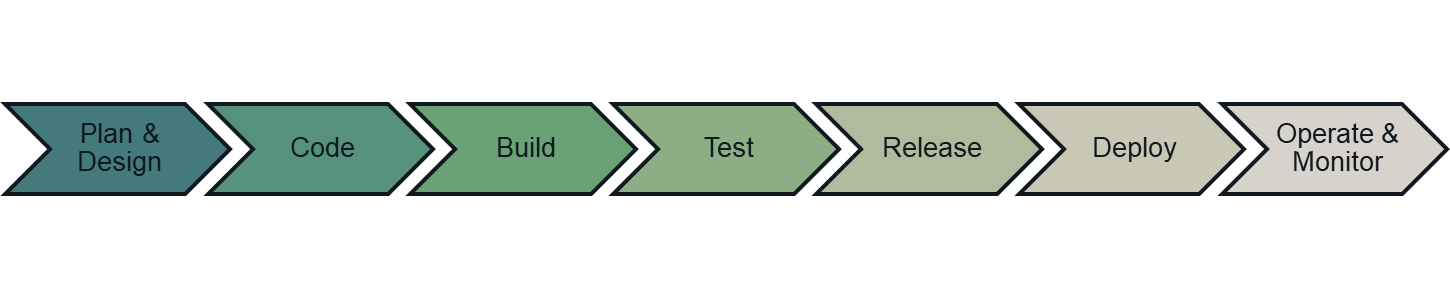 Plan &
Design
Code
Build
Test
Release
Deploy
Operate &
Monitor